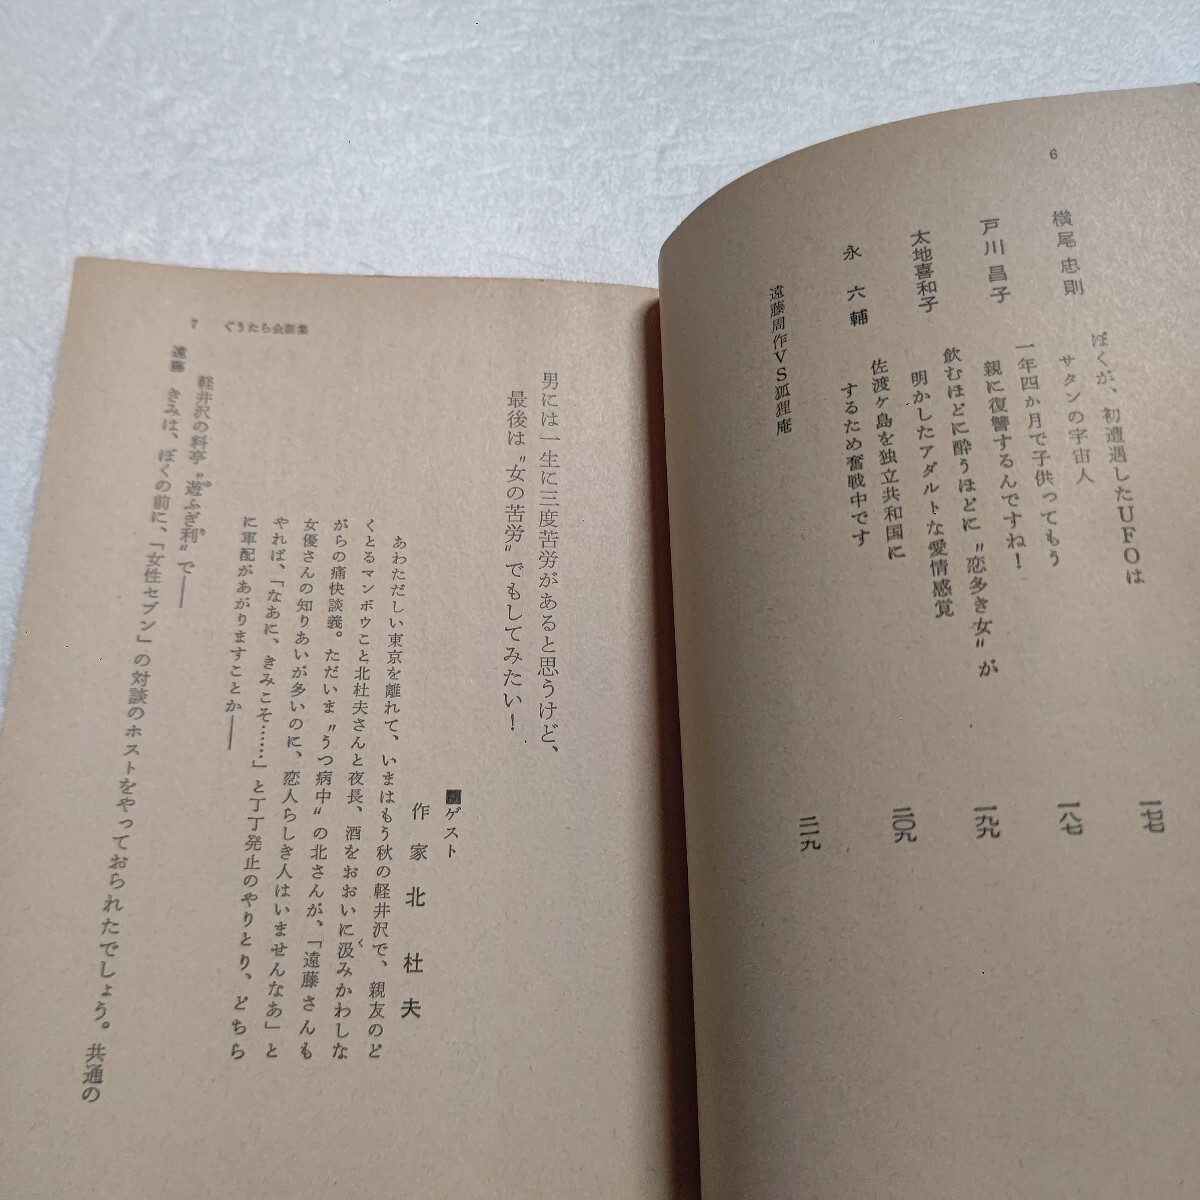 6
横尾忠則
ぼくが、初遭遇したUFOは
サタンの宇宙人
一七七
戸川昌子
一年四か月で子供ってもう
親に復讐するんですね！
一八七
太地喜和子
飲むほどに酔うほどに〝恋多き女〟が
明かしたアダルトな愛情感覚
一九九
永六輔
佐渡ケ島を独立共和国に
するため奮戦中です
二〇九
遠藤周作VS狐狸庵
二一九
男には一生に三度苦労があると思うけど、
最後は〝女の苦労〟でもしてみたい！
■ゲスト
作家 北杜夫
あわただしい東京を離れて、いまはもう秋の軽井沢で、親友のど
くとるマンボウこと北杜夫さんと夜長、酒をおおいに汲みかわしな
く
がらの痛快談義。ただいま〝うつ病中〟の北さんが、「遠藤さんも
女優さんの知りあいが多いのに、恋人らしき人はいませんなあ」と
やれば、「なあに、きみこそ……」と丁丁発止のやりとり、どちら
に軍配があがりますことか――
軽井沢の料亭〝遊ふぎ利〟で――
遠藤 きみは、ぼくの前に、「女性セブン」の対談のホストをやっておられたでしょう。共通の
7 ぐうたら会話集